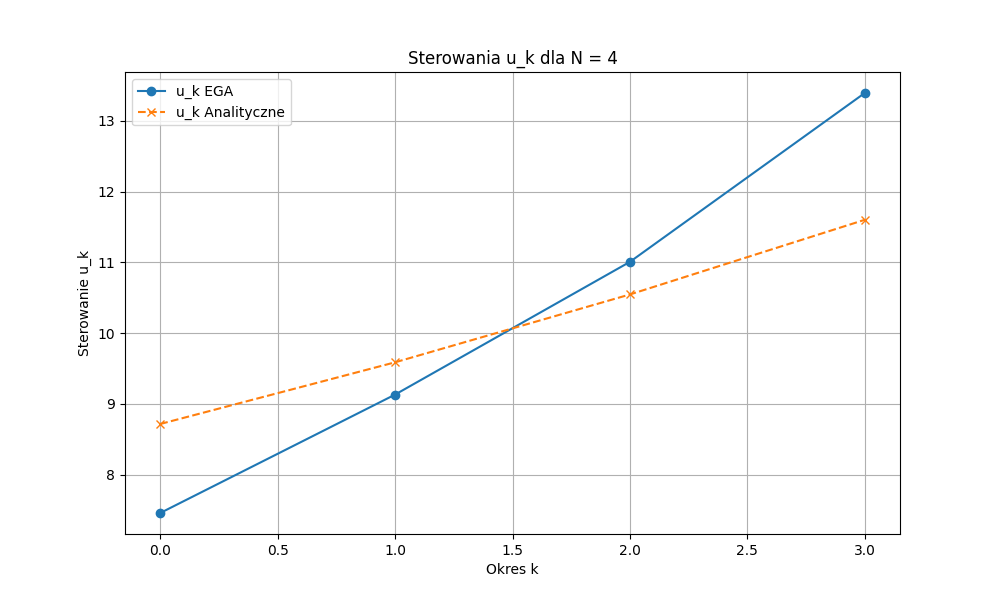 Sterowania u_k dla N = 4
u_k EGA
u_k Analityczne
Sterowanie u_k
13
12
11
10
9
8
0.0 0.5 1.0 1.5 2.0 2.5 3.0
Okres k